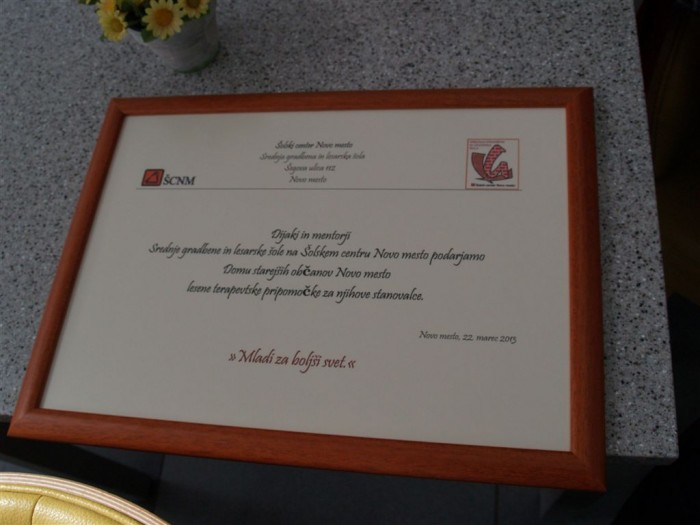 Šolski center Novo mesto
Srednja gradbena in lesarska šola
Šegova ulica 112
Novo mesto
ŠCNM
Dijaki in mentorji
Srednje gradbene in lesarske šole na Šolskem centru Novo mesto podarjamo
Domu starejših občanov Novo mesto
lesene terapevtske pripomočke za njihove stanovalce.
Novo mesto, 22. marec 2013
»Mladi za boljši svet.«